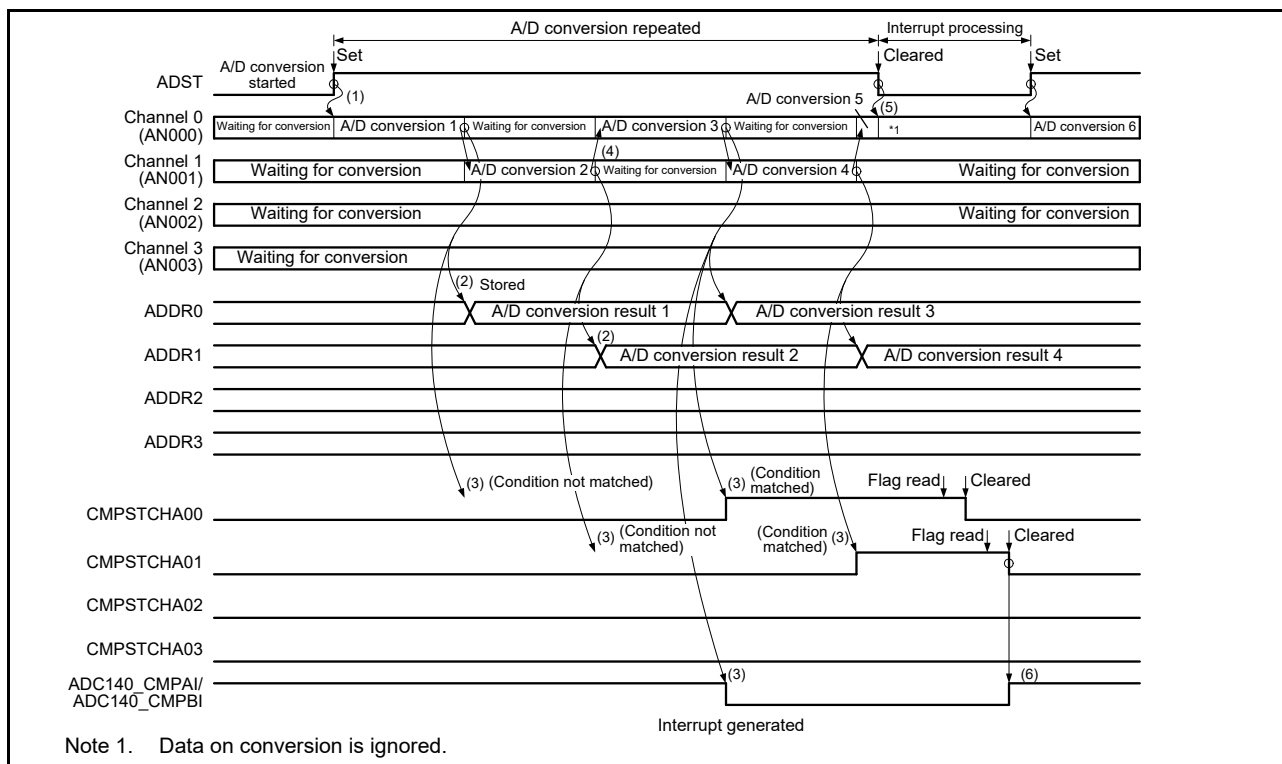 A/D conversion repeated
Interrupt processing
A/D conversion started
Set
Cleared
Set
ADST
(1)
A/D conversion 5
(5)
Channel 0 (AN000)
Waiting for conversion
A/D conversion 1
Waiting for conversion
A/D conversion 3
Waiting for conversion
*1
A/D conversion 6
(4)
Channel 1 (AN001)
Waiting for conversion
A/D conversion 2
Waiting for conversion
A/D conversion 4
Waiting for conversion
Channel 2 (AN002)
Waiting for conversion
Waiting for conversion
Channel 3 (AN003)
Waiting for conversion
(2) Stored
ADDR0
A/D conversion result 1
A/D conversion result 3
(2)
ADDR1
A/D conversion result 2
A/D conversion result 4
ADDR2
ADDR3
(3) (Condition not matched)
(3) (Condition matched)
Flag read
Cleared
CMPSTCHA00
(3) (Condition not matched)
(Condition matched) (3)
Flag read
Cleared
CMPSTCHA01
CMPSTCHA02
CMPSTCHA03
ADC140_CMPAI/
ADC140_CMPBI
(3)
(6)
Interrupt generated
Note 1. Data on conversion is ignored.